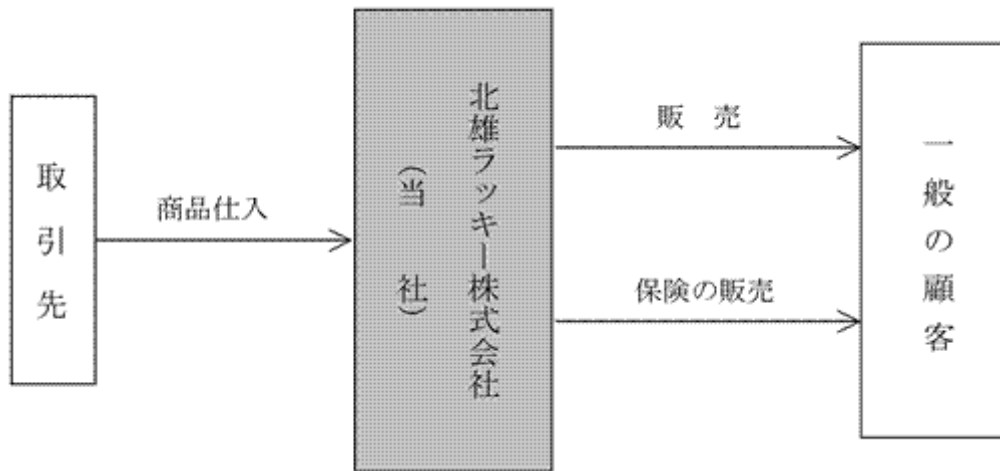 取引先
商品仕入
北雄ラッキー株式会社
(当社)
販売
保険の販売
一般の顧客